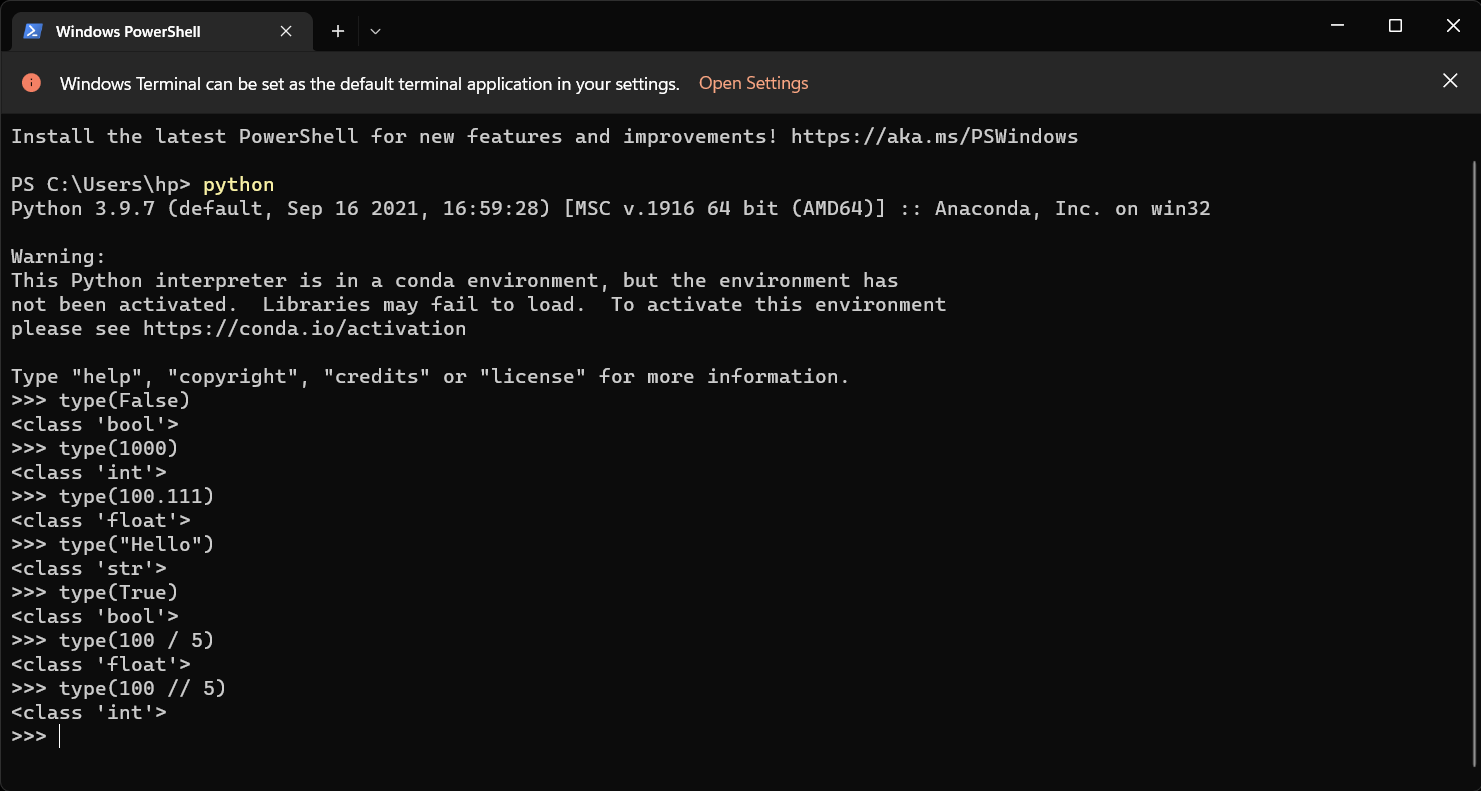 Windows PowerShell
Windows Terminal can be set as the default terminal application in your settings. Open Settings
Install the latest PowerShell for new features and improvements! https://aka.ms/PSWindows
PS C:\Users\hp> python
Python 3.9.7 (default, Sep 16 2021, 16:59:28) [MSC v.1916 64 bit (AMD64)] :: Anaconda, Inc. on win32
Warning:
This Python interpreter is in a conda environment, but the environment has
not been activated.  Libraries may fail to load.  To activate this environment
please see https://conda.io/activation
Type "help", "copyright", "credits" or "license" for more information.
>>> type(False)
<class 'bool'>
>>> type(1000)
<class 'int'>
>>> type(100.111)
<class 'float'>
>>> type("Hello")
<class 'str'>
>>> type(True)
<class 'bool'>
>>> type(100 / 5)
<class 'float'>
>>> type(100 // 5)
<class 'int'>
>>>